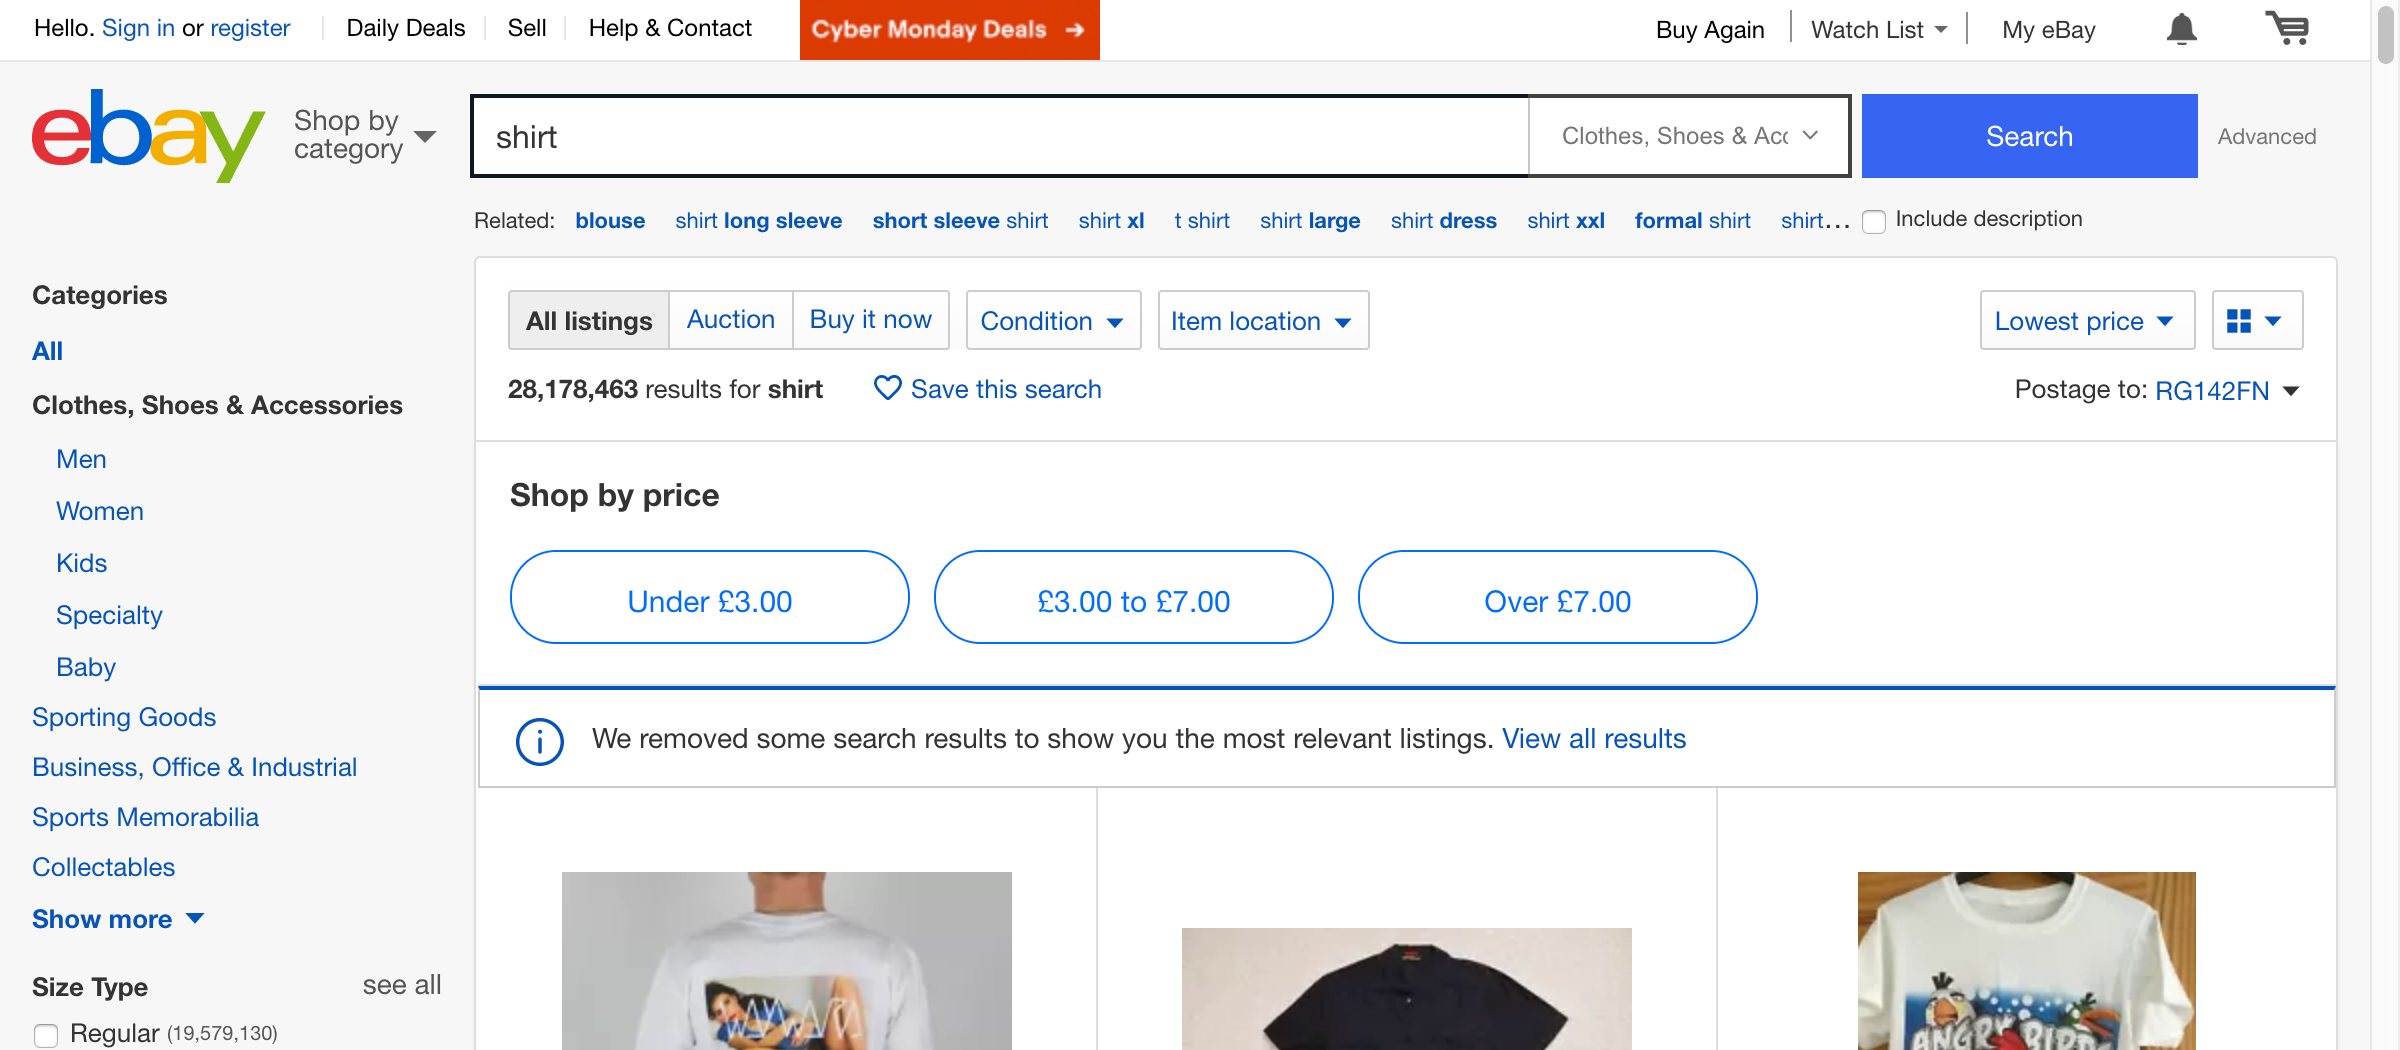 Hello. Sign in or register
Daily Deals
Sell
Help & Contact
Cyber Monday Deals →
Buy Again
Watch List
My eBay
ebay
Shop by
category
shirt
Clothes, Shoes & Acc
Search
Advanced
Related: blouse shirt long sleeve short sleeve shirt shirt xl t shirt shirt large shirt dress shirt xxl formal shirt shirt...
Include description
Categories
All
Clothes, Shoes & Accessories
Men
Women
Kids
Specialty
Baby
Sporting Goods
Business, Office & Industrial
Sports Memorabilia
Collectables
Show more
Size Type
see all
Regular (19,579,130)
All listings
Auction
Buy it now
Condition
Item location
Lowest price
28,178,463 results for shirt
Save this search
Postage to: RG142FN
Shop by price
Under £3.00
£3.00 to £7.00
Over £7.00
We removed some search results to show you the most relevant listings. View all results
ANGRY BIRDS